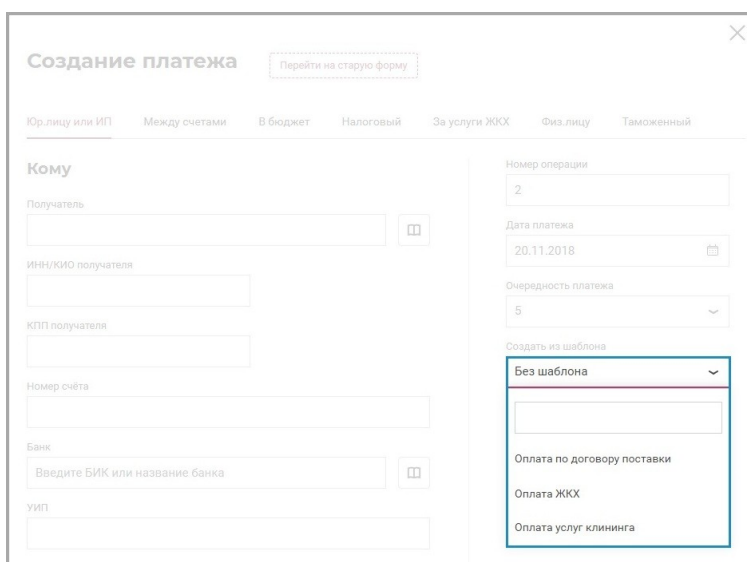 Создание платежа
Перейти на старую форму
Юр.лицу или ИП Между счетами В бюджет Налоговый За услуги ЖКХ Физ.лицу Таможенный
Кому
Получатель
ИНН/КИО получателя
КПП получателя
Номер счёта
Банк
Введите БИК или название банка
УИП
Номер операции
2
Дата платежа
20.11.2018
Очередность платежа
5
Создать из шаблона
Без шаблона
Оплата по договору поставки
Оплата ЖКХ
Оплата услуг клининга